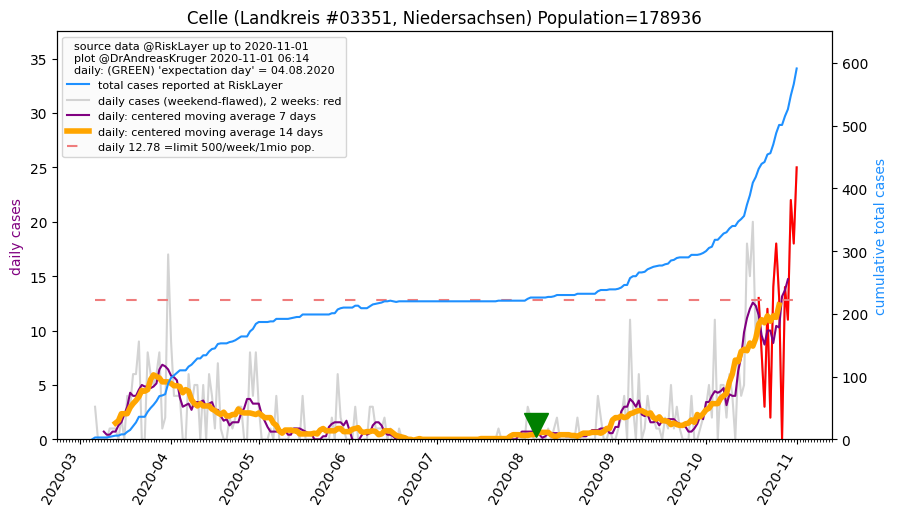 Celle (Landkreis #03351, Niedersachsen) Population=178936
source data @RiskLayer up to 2020-11-01
plot @DrAndreasKruger 2020-11-01 06:14
daily: (GREEN) 'expectation day' = 04.08.2020
total cases reported at RiskLayer
daily cases (weekend-flawed), 2 weeks: red
daily: centered moving average 7 days
daily: centered moving average 14 days
daily 12.78 =limit 500/week/1mio pop.
daily cases
35
30
25
20
15
10
5
0
cumulative total cases
600
500
400
300
200
100
0
2020-03
2020-04
2020-05
2020-06
2020-07
2020-08
2020-09
2020-10
2020-11